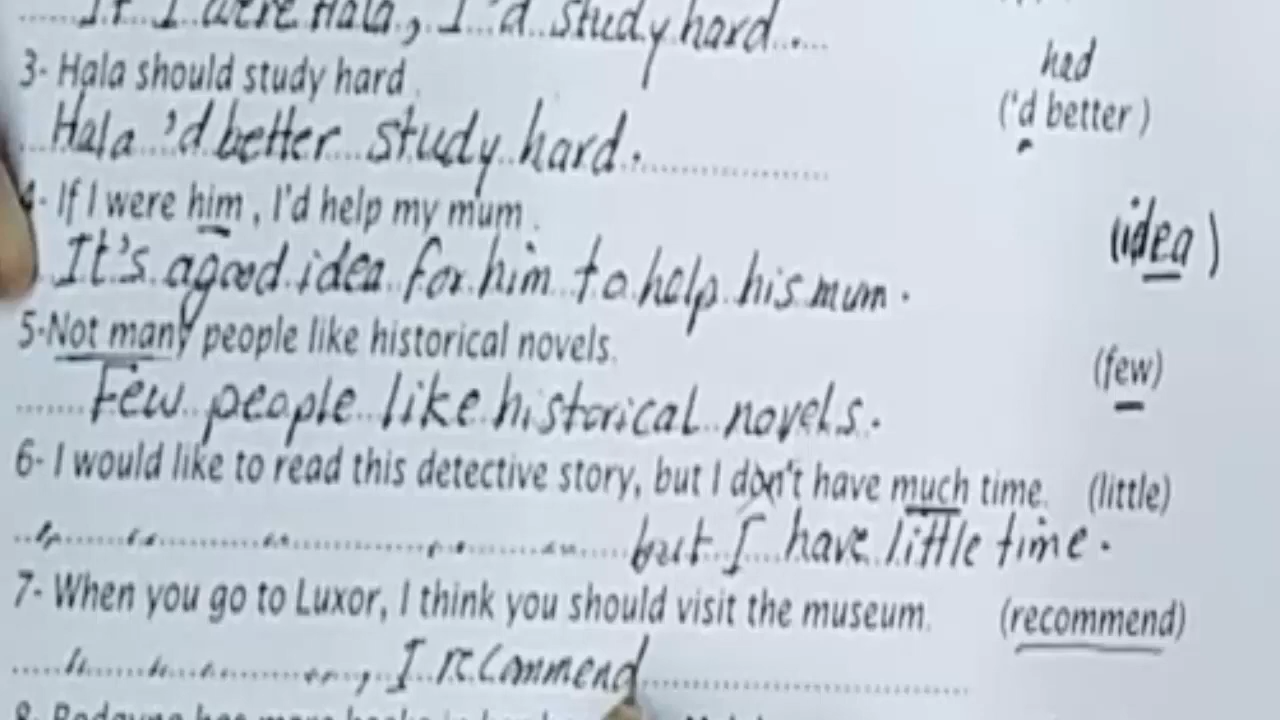 If I were Hala, I'd study hard.
3- Hala should study hard.
hed
('d better)
Hala 'd better study hard.
4- If I were him, I'd help my mum.
(idea)
It's a good idea for him to help his mum.
5-Not many people like historical novels.
(few)
Few people like historical novels.
6- I would like to read this detective story, but I don't have much time. (little)
but I have little time.
7- When you go to Luxor, I think you should visit the museum. (recommend)
, I recommend